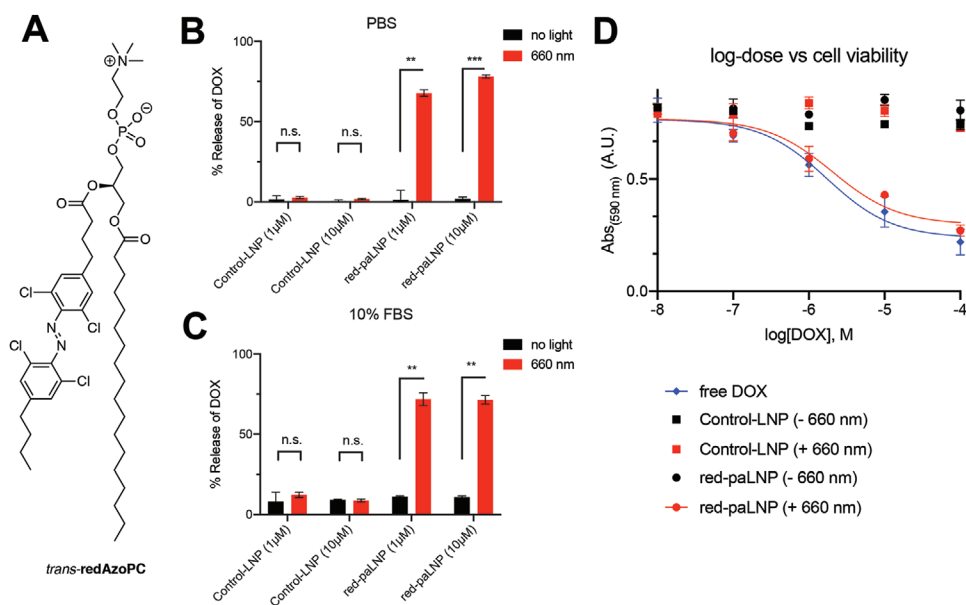 A
N
⊕
O
O
⊖
P
O
O
O
O
O
O
Cl
Cl
Cl
Cl
N
N
trans-redAzoPC
B
PBS
no light
660 nm
% Release of DOX
100
50
0
n.s.
n.s.
**
***
Control-LNP (1µM)
Control-LNP (10µM)
red-paLNP (1µM)
red-paLNP (10µM)
C
10% FBS
no light
660 nm
% Release of DOX
100
50
0
n.s.
n.s.
**
**
Control-LNP (1µM)
Control-LNP (10µM)
red-paLNP (1µM)
red-paLNP (10µM)
D
log-dose vs cell viability
Abs(590 nm) (A.U.)
0.5
0.0
-8 -7 -6 -5 -4
log[DOX], M
free DOX
Control-LNP (- 660 nm)
Control-LNP (+ 660 nm)
red-paLNP (- 660 nm)
red-paLNP (+ 660 nm)